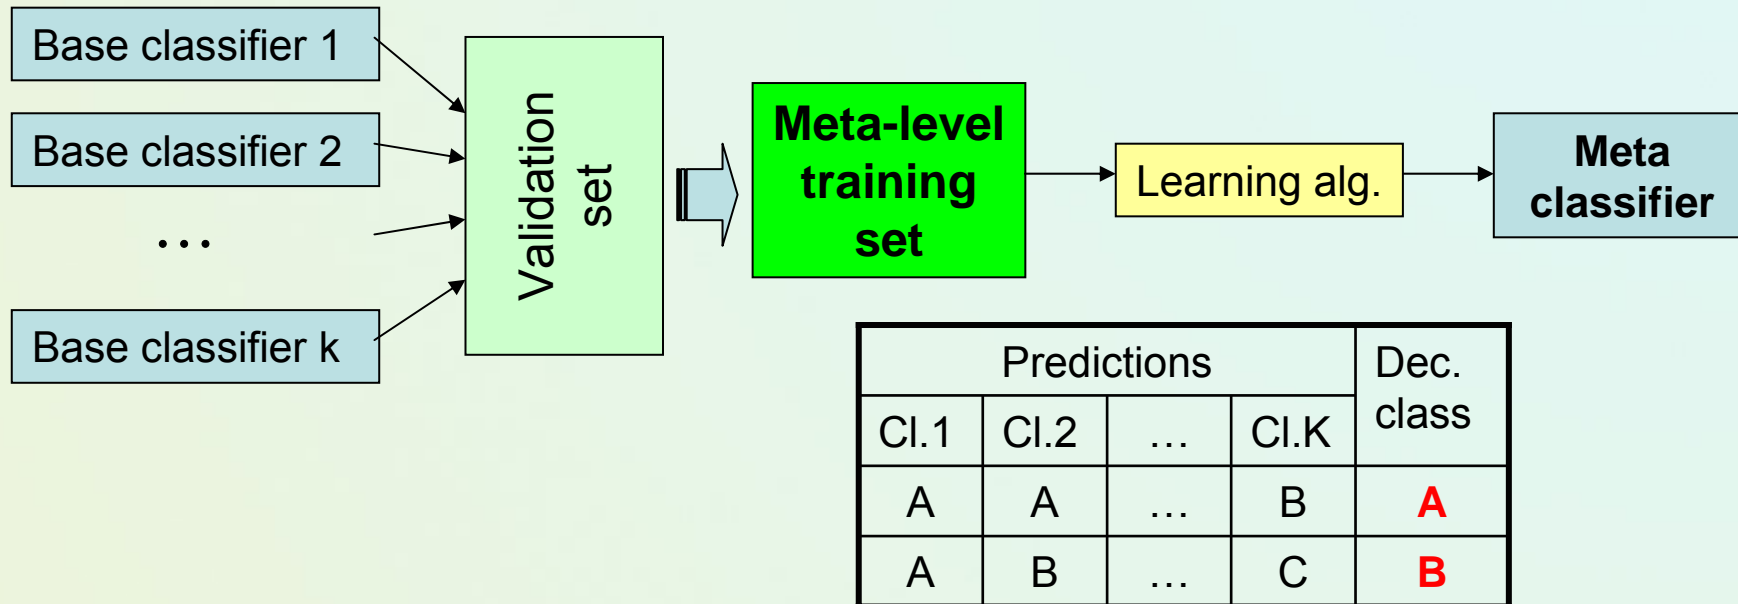 Base classifier 1
Base classifier 2
…
Base classifier k
Validation
set
Meta-level
training
set
Learning alg.
Meta
classifier
Predictions
Dec.
class
Cl.1 Cl.2 … Cl.K
A A … B A
A B … C B